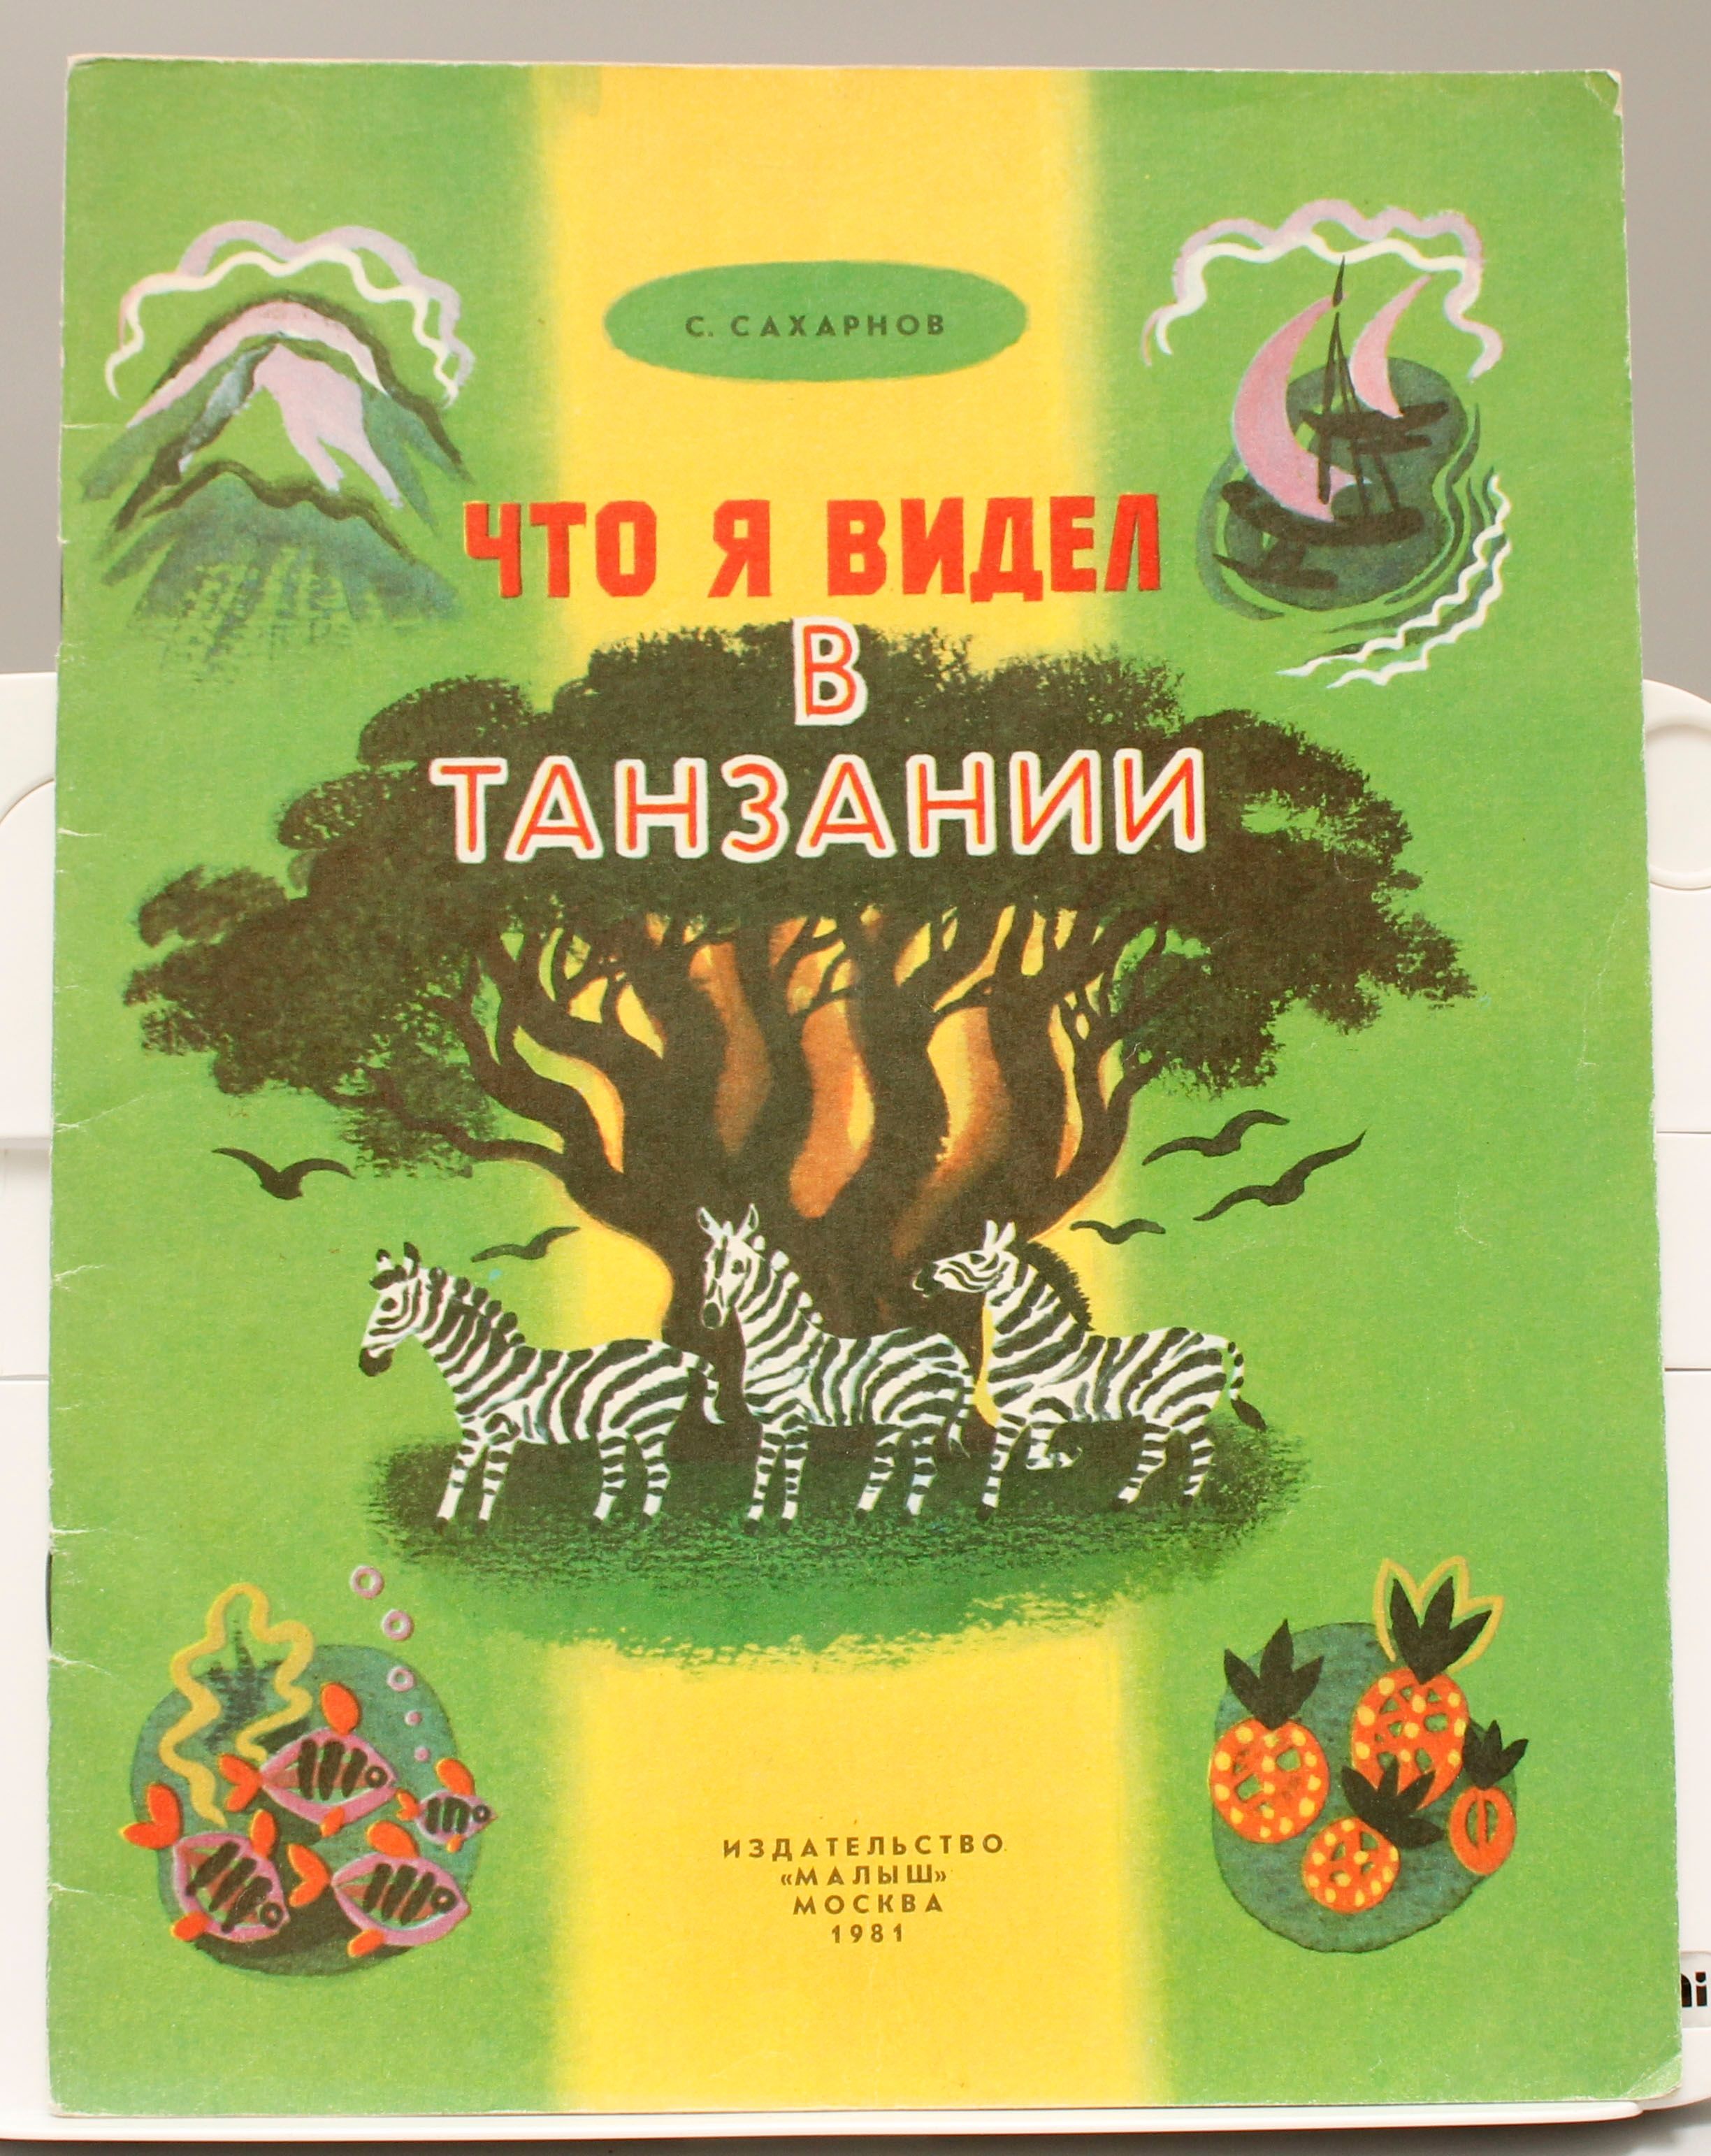 С. САХАРНОВ
ЧТО Я ВИДЕЛ
В
ТАНЗАНИИ
ИЗДАТЕЛЬСТВО
«МАЛЫШ»
МОСКВА
1981